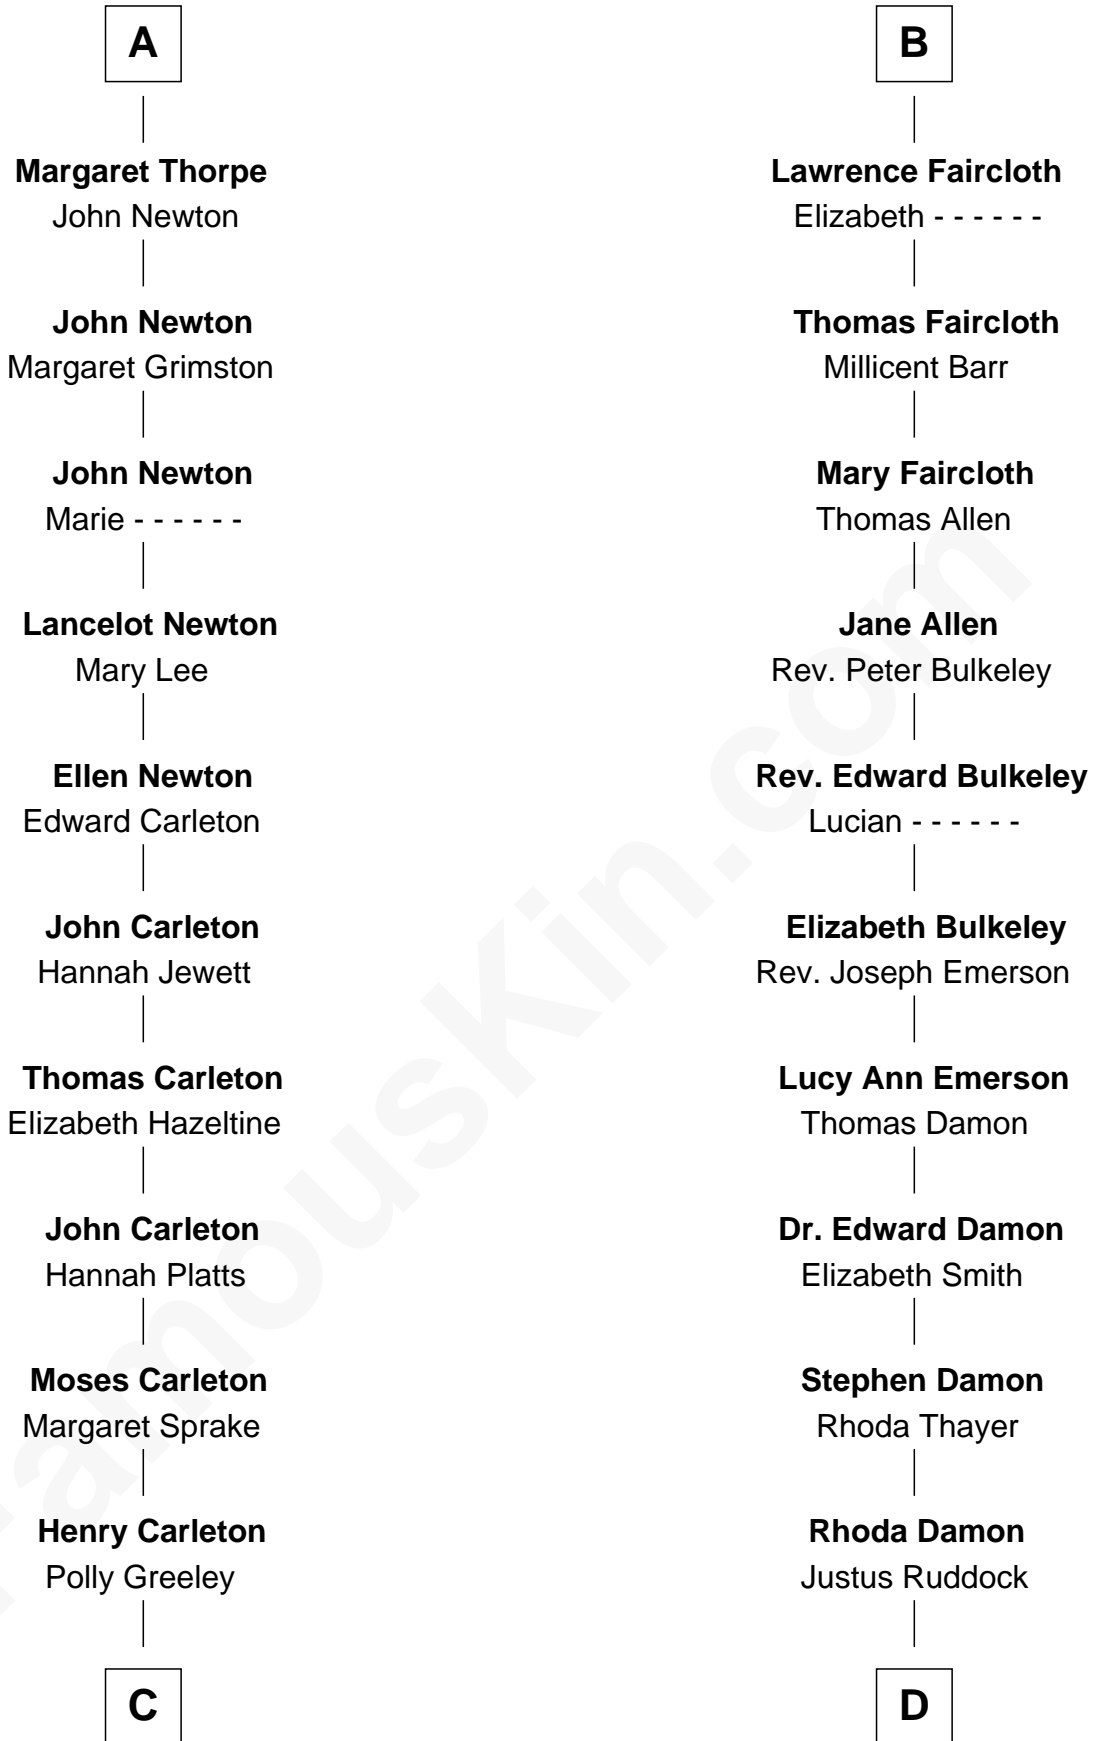 A
Margaret Thorpe
John Newton
John Newton
Margaret Grimston
John Newton
Marie - - - - - -
Lancelot Newton
Mary Lee
Ellen Newton
Edward Carleton
John Carleton
Hannah Jewett
Thomas Carleton
Elizabeth Hazeltine
John Carleton
Hannah Platts
Moses Carleton
Margaret Sprake
Henry Carleton
Polly Greeley
C
B
Lawrence Faircloth
Elizabeth - - - - - -
Thomas Faircloth
Millicent Barr
Mary Faircloth
Thomas Allen
Jane Allen
Rev. Peter Bulkeley
Rev. Edward Bulkeley
Lucian - - - - - -
Elizabeth Bulkeley
Rev. Joseph Emerson
Lucy Ann Emerson
Thomas Damon
Dr. Edward Damon
Elizabeth Smith
Stephen Damon
Rhoda Thayer
Rhoda Damon
Justus Ruddock
D
FamousKin.com